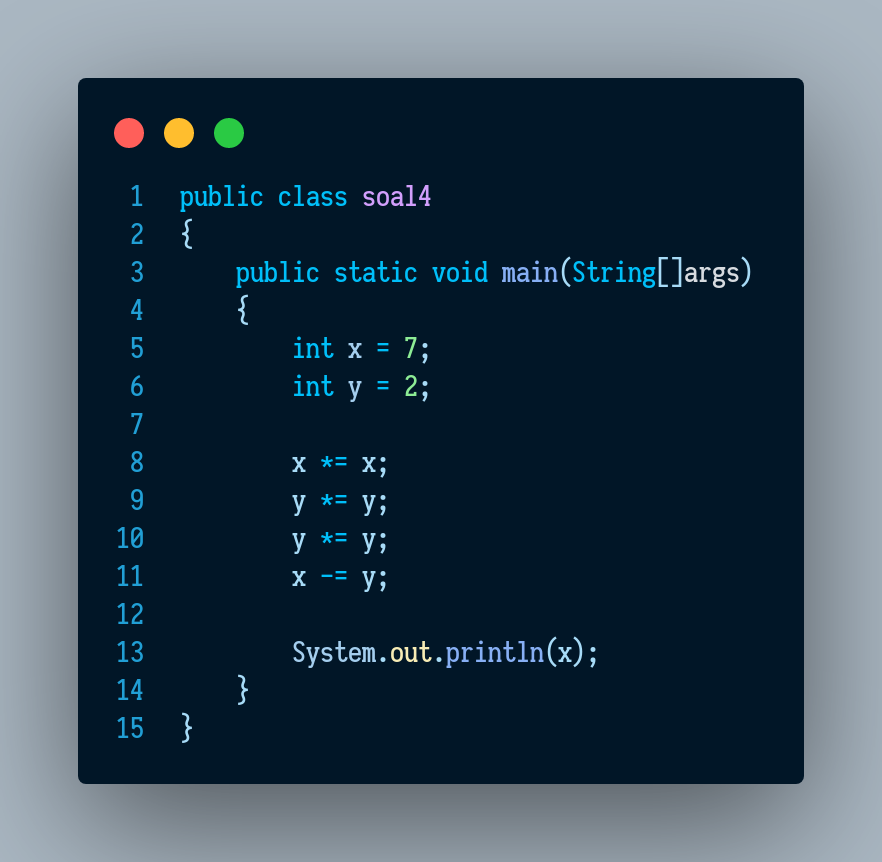 1 public class soal4
2 {
3     public static void main(String[]args)
4     {
5         int x = 7;
6         int y = 2;
7
8         x *= x;
9         y *= y;
10         y *= y;
11         x -= y;
12
13         System.out.println(x);
14     }
15 }